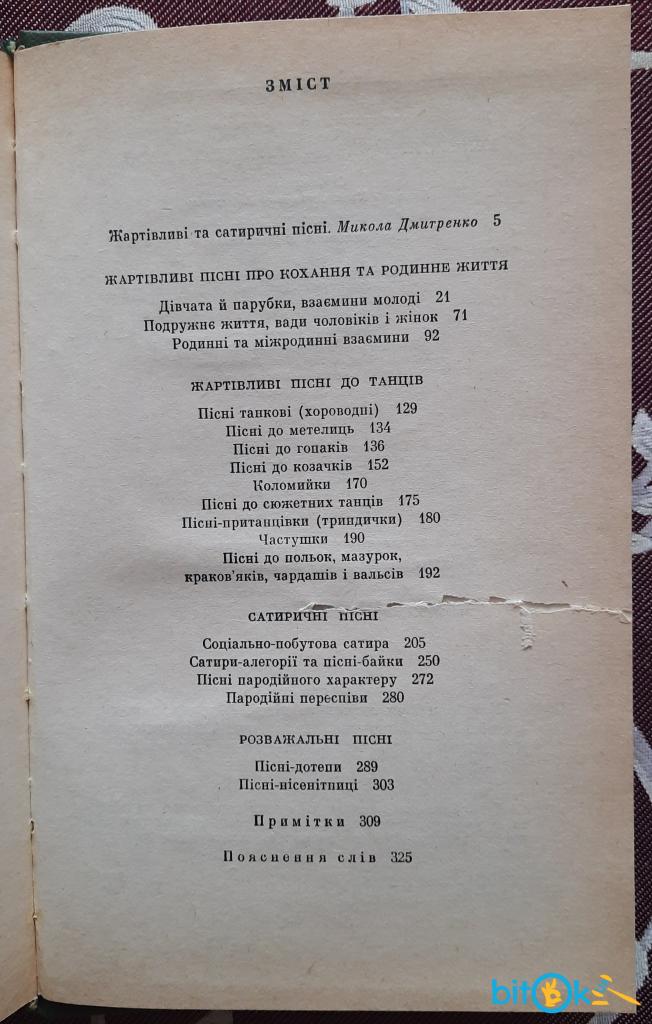 ЗМІСТ
Жартівливі та сатиричні пісні. Микола Дмитренко 5
ЖАРТІВЛИВІ ПІСНІ ПРО КОХАННЯ ТА РОДИННЕ ЖИТТЯ
Дівчата й парубки, взаємини молоді 21
Подружнє життя, вади чоловіків і жінок 71
Родинні та міжродинні взаємини 92
ЖАРТІВЛИВІ ПІСНІ ДО ТАНЦІВ
Пісні танкові (хороводні) 129
Пісні до метелиць 134
Пісні до гопаків 136
Пісні до козачків 152
Коломийки 170
Пісні до сюжетних танців 175
Пісні-пританцівки (триндички) 180
Частушки 190
Пісні до польок, мазурок,
краков'яків, чардашів і вальсів 192
САТИРИЧНІ ПІСНІ
Соціально-побутова сатира 205
Сатири-алегорії та пісні-байки 250
Пісні пародійного характеру 272
Пародійні переспіви 280
РОЗВАЖАЛЬНІ ПІСНІ
Пісні-дотепи 289
Пісні-нісенітниці 303
Примітки 309
Пояснення слів 325
bitok